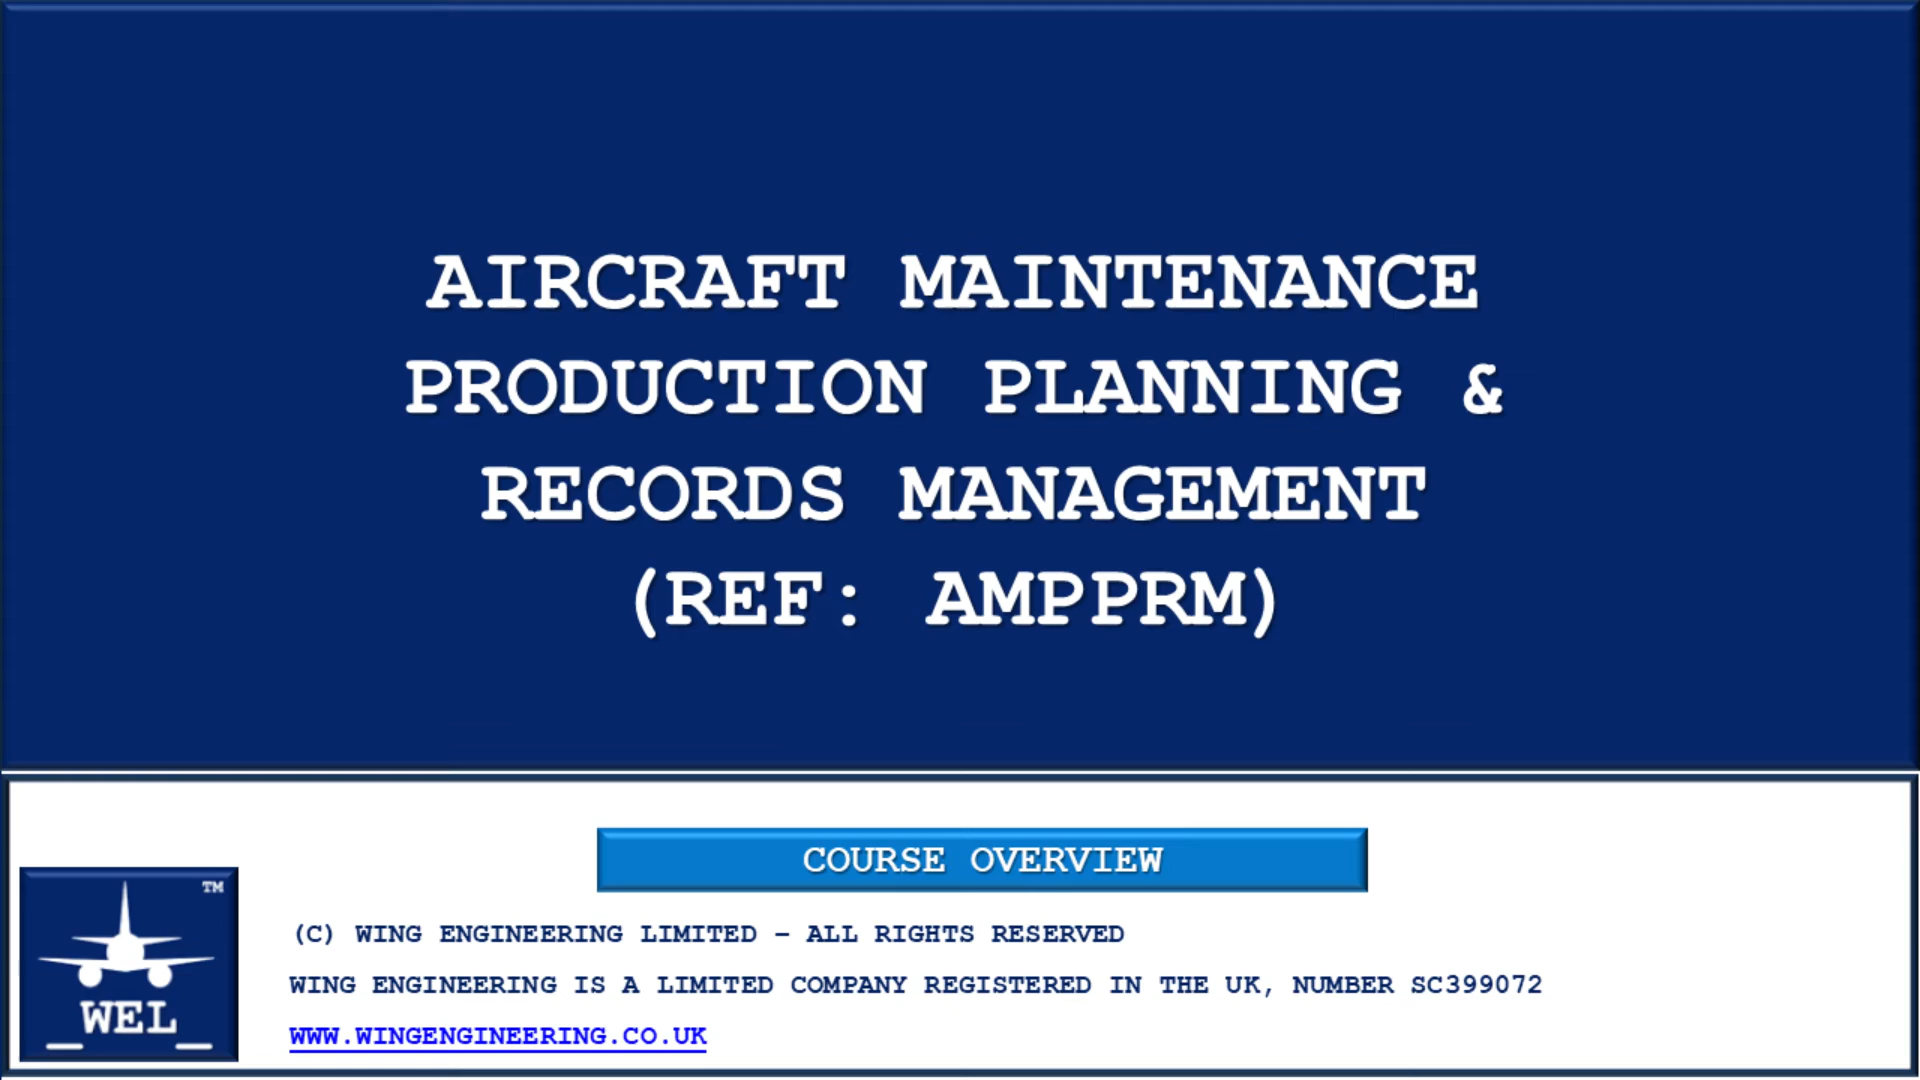 AIRCRAFT MAINTENANCE
PRODUCTION PLANNING &
RECORDS MANAGEMENT
(REF: AMPPRM)
COURSE OVERVIEW
TM
WEL
(C) WING ENGINEERING LIMITED – ALL RIGHTS RESERVED
WING ENGINEERING IS A LIMITED COMPANY REGISTERED IN THE UK, NUMBER SC399072
WWW.WINGENGINEERING.CO.UK